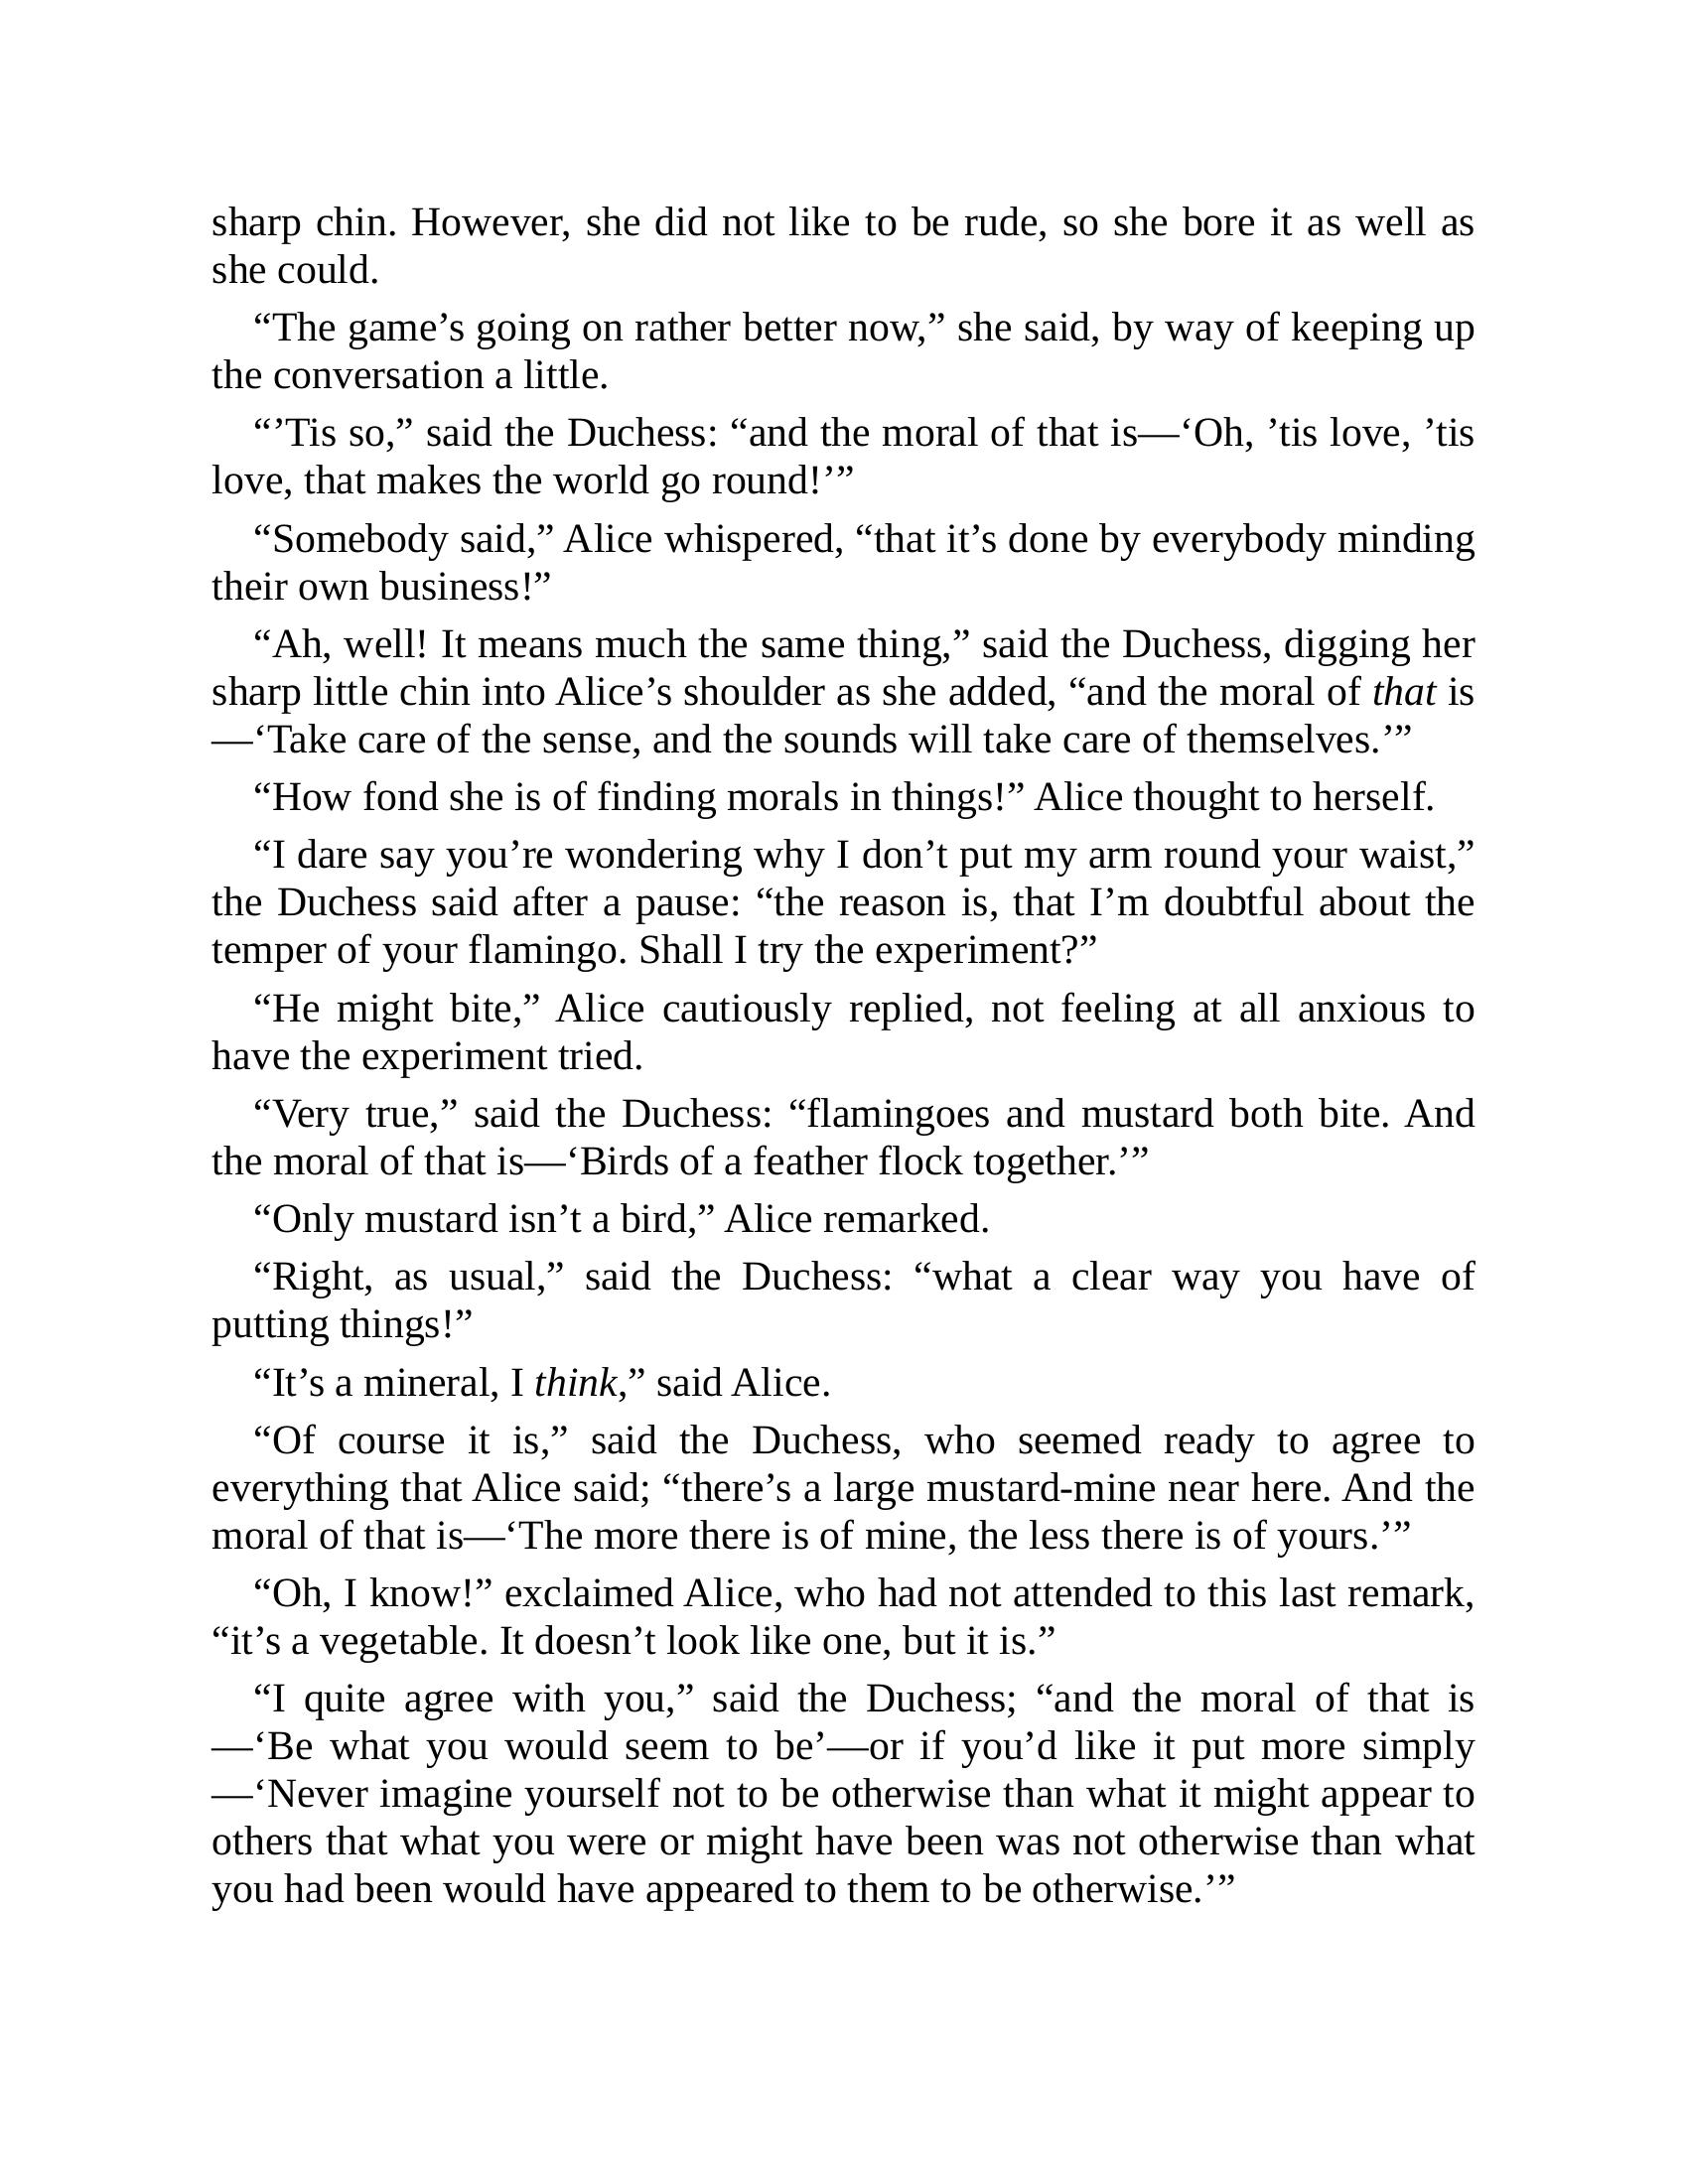 sharp chin. However, she did not like to be rude, so she bore it as well as
she could.
“The game’s going on rather better now,” she said, by way of keeping up
the conversation a little.
“’Tis so,” said the Duchess: “and the moral of that is—‘Oh, ’tis love, ’tis
love, that makes the world go round!’”
“Somebody said,” Alice whispered, “that it’s done by everybody minding
their own business!”
“Ah, well! It means much the same thing,” said the Duchess, digging her
sharp little chin into Alice’s shoulder as she added, “and the moral of that is
—‘Take care of the sense, and the sounds will take care of themselves.’”
“How fond she is of finding morals in things!” Alice thought to herself.
“I dare say you’re wondering why I don’t put my arm round your waist,”
the Duchess said after a pause: “the reason is, that I’m doubtful about the
temper of your flamingo. Shall I try the experiment?”
“He might bite,” Alice cautiously replied, not feeling at all anxious to
have the experiment tried.
“Very true,” said the Duchess: “flamingoes and mustard both bite. And
the moral of that is—‘Birds of a feather flock together.’”
“Only mustard isn’t a bird,” Alice remarked.
“Right, as usual,” said the Duchess: “what a clear way you have of
putting things!”
“It’s a mineral, I think,” said Alice.
“Of course it is,” said the Duchess, who seemed ready to agree to
everything that Alice said; “there’s a large mustard-mine near here. And the
moral of that is—‘The more there is of mine, the less there is of yours.’”
“Oh, I know!” exclaimed Alice, who had not attended to this last remark,
“it’s a vegetable. It doesn’t look like one, but it is.”
“I quite agree with you,” said the Duchess; “and the moral of that is
—‘Be what you would seem to be’—or if you’d like it put more simply
—‘Never imagine yourself not to be otherwise than what it might appear to
others that what you were or might have been was not otherwise than what
you had been would have appeared to them to be otherwise.’”